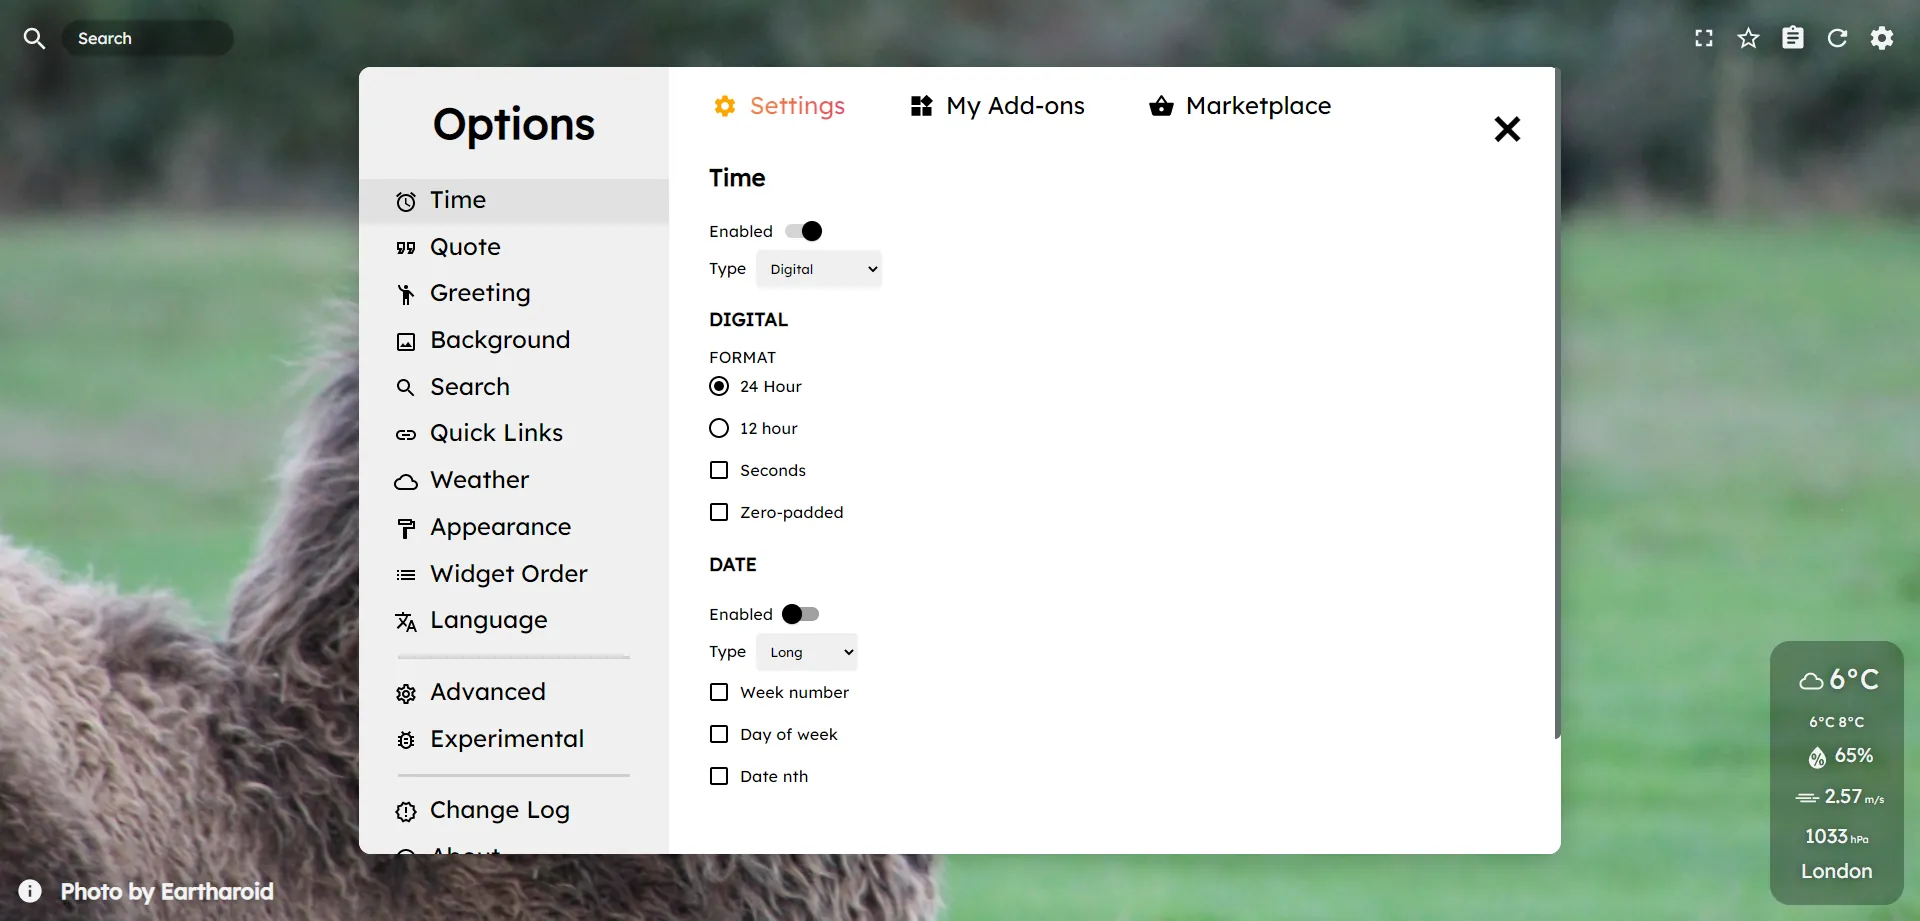 Search
Options
Time
Quote
Greeting
Background
Search
Quick Links
Weather
Appearance
Widget Order
Language
Advanced
Experimental
Change Log
About
Settings
My Add-ons
Marketplace
Time
Enabled
Type Digital
DIGITAL
FORMAT
24 Hour
12 hour
Seconds
Zero-padded
DATE
Enabled
Type Long
Week number
Day of week
Date nth
6°C
6°C 8°C
65%
2.57 m/s
1033 hPa
London
Photo by Eartharoid